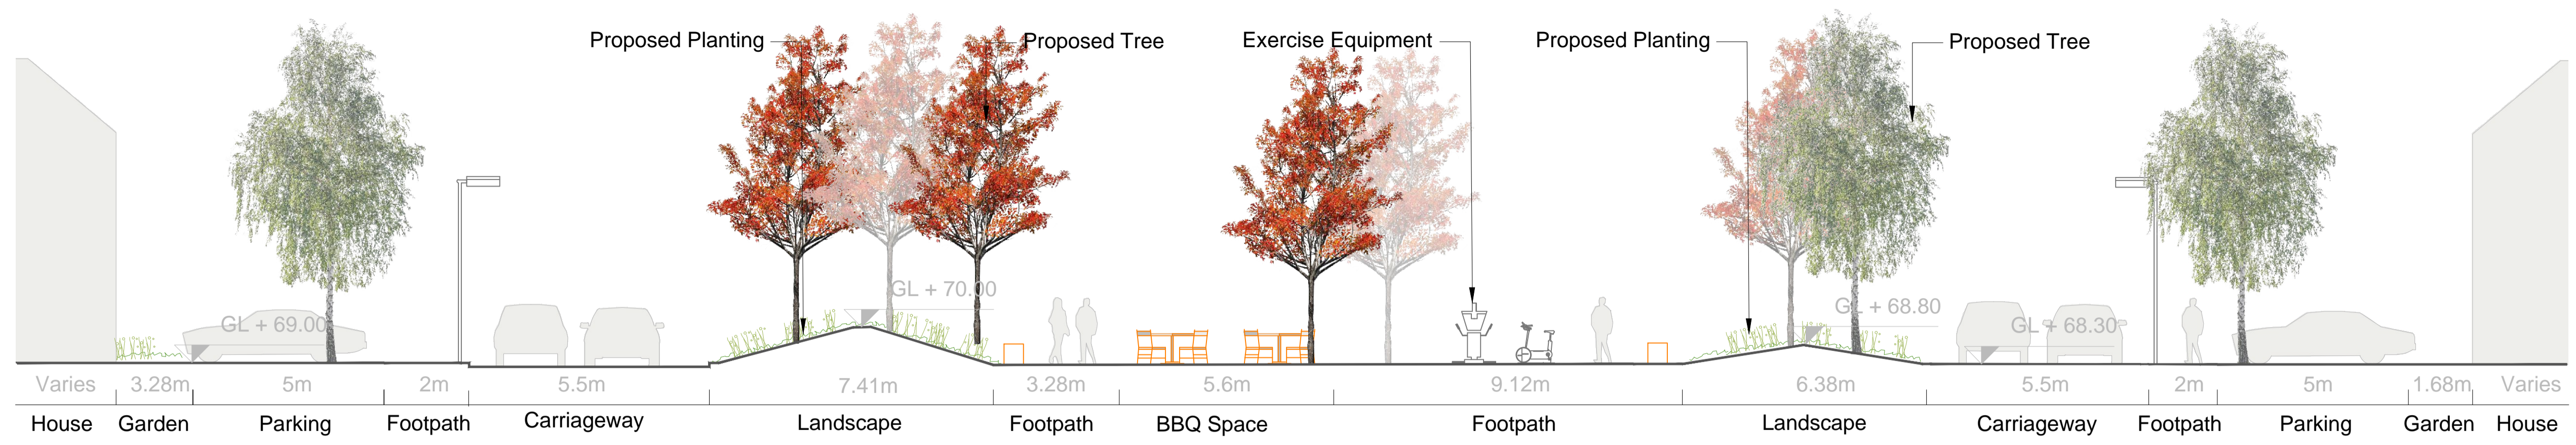 Proposed Planting
Proposed Tree
Exercise Equipment
Proposed Planting
Proposed Tree
GL + 69.00
GL + 70.00
GL + 68.80
GL + 68.30
Varies 3.28m 5m 2m 5.5m 7.41m 3.28m 5.6m 9.12m 6.38m 5.5m 2m 5m 1.68m Varies
House Garden Parking Footpath Carriageway Landscape Footpath BBQ Space Footpath Landscape Carriageway Footpath Parking Garden House